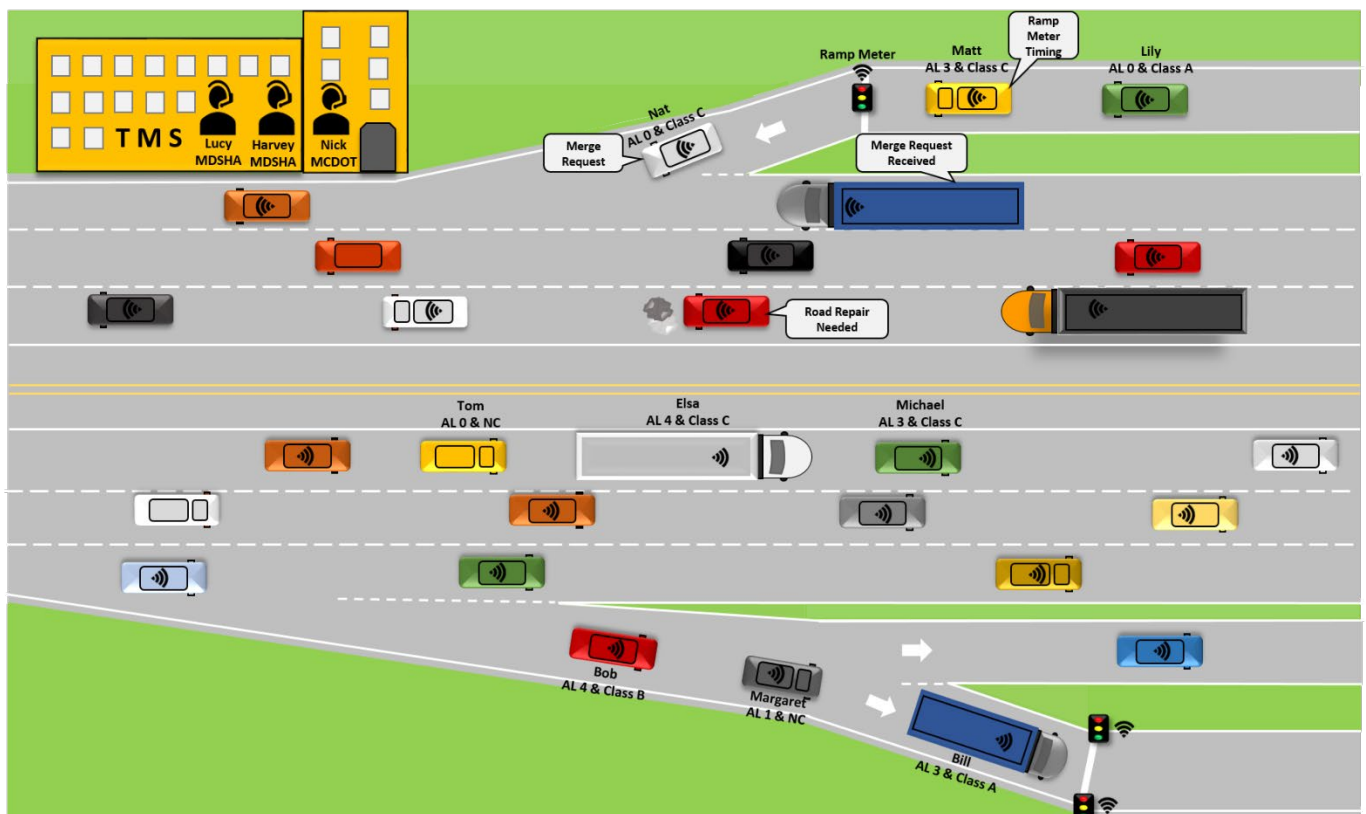 Ramp
Meter
Timing
Ramp Meter
Matt
AL 3 & Class C
Lily
AL 0 & Class A
Nat
AL 0 & Class C
Merge
Request
Merge Request
Received
TMS
Lucy
MDSHA
Harvey
MDSHA
Nick
MCDOT
Road Repair
Needed
Tom
AL 0 & NC
Elsa
AL 4 & Class C
Michael
AL 3 & Class C
Bob
AL 4 & Class B
Margaret
AL 1 & NC
Bill
AL 3 & Class A